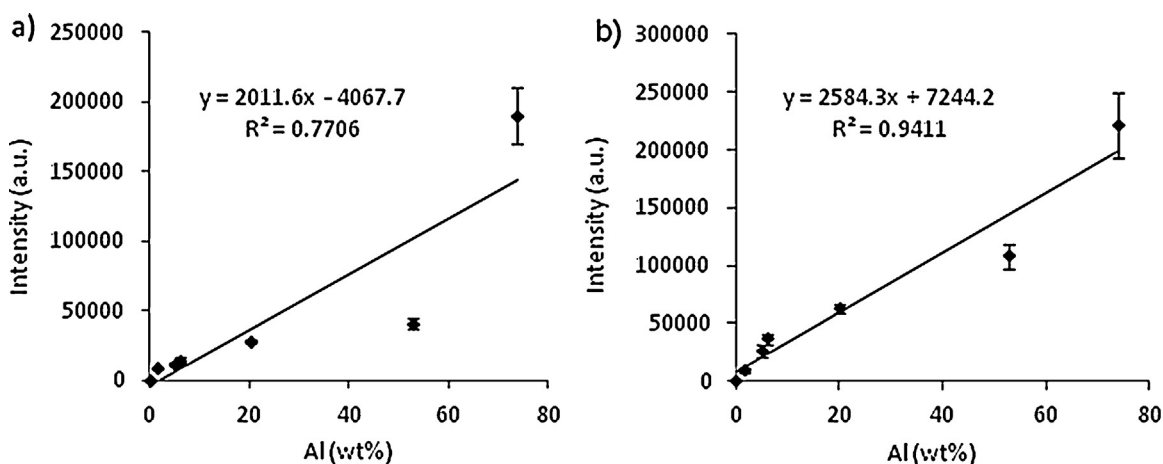 a)
250000
200000
150000
100000
50000
0
Intensity (a.u.)
y = 2011.6x - 4067.7
R² = 0.7706
0 20 40 60 80
Al (wt%)
b)
300000
250000
200000
150000
100000
50000
0
Intensity (a.u.)
y = 2584.3x + 7244.2
R² = 0.9411
0 20 40 60 80
Al (wt%)